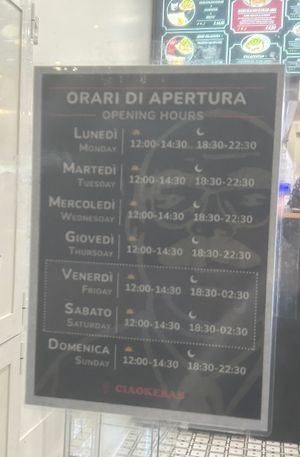 ORARI DI APERTURA
OPENING HOURS
LUNEDÌ
MONDAY
12:00-14:30 18:30-22:30
MARTEDÌ
TUESDAY
12:00-14:30 18:30-22:30
MERCOLEDÌ
WEDNESDAY
12:00-14:30 18:30-22:30
GIOVEDÌ
THURSDAY
12:00-14:30 18:30-22:30
VENERDÌ
FRIDAY
12:00-14:30 18:30-02:30
SABATO
SATURDAY
12:00-14:30 18:30-02:30
DOMENICA
SUNDAY
12:00-14:30 18:30-22:30
CIAOKEBAB